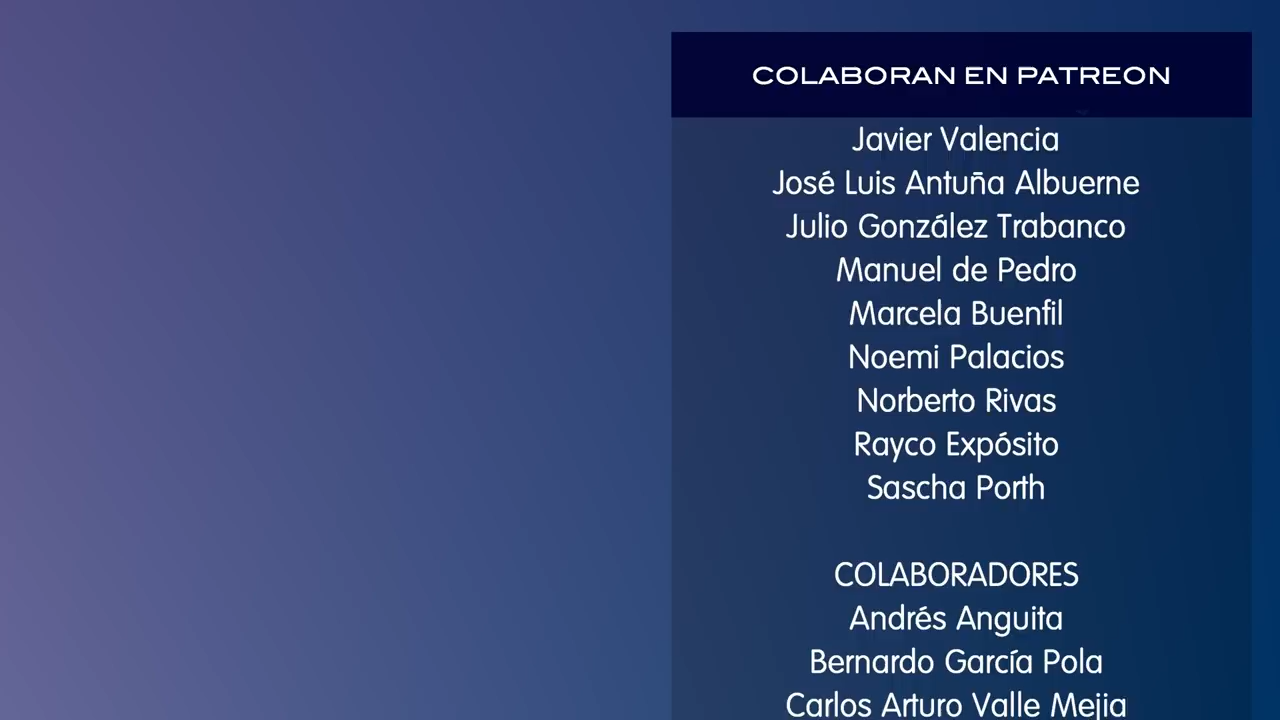 COLABORAN EN PATREON
Javier Valencia
José Luis Antuña Albuerne
Julio González Trabanco
Manuel de Pedro
Marcela Buenfil
Noemi Palacios
Norberto Rivas
Rayco Expósito
Sascha Porth
COLABORADORES
Andrés Anguita
Bernardo García Pola
Carlos Arturo Valle Mejia